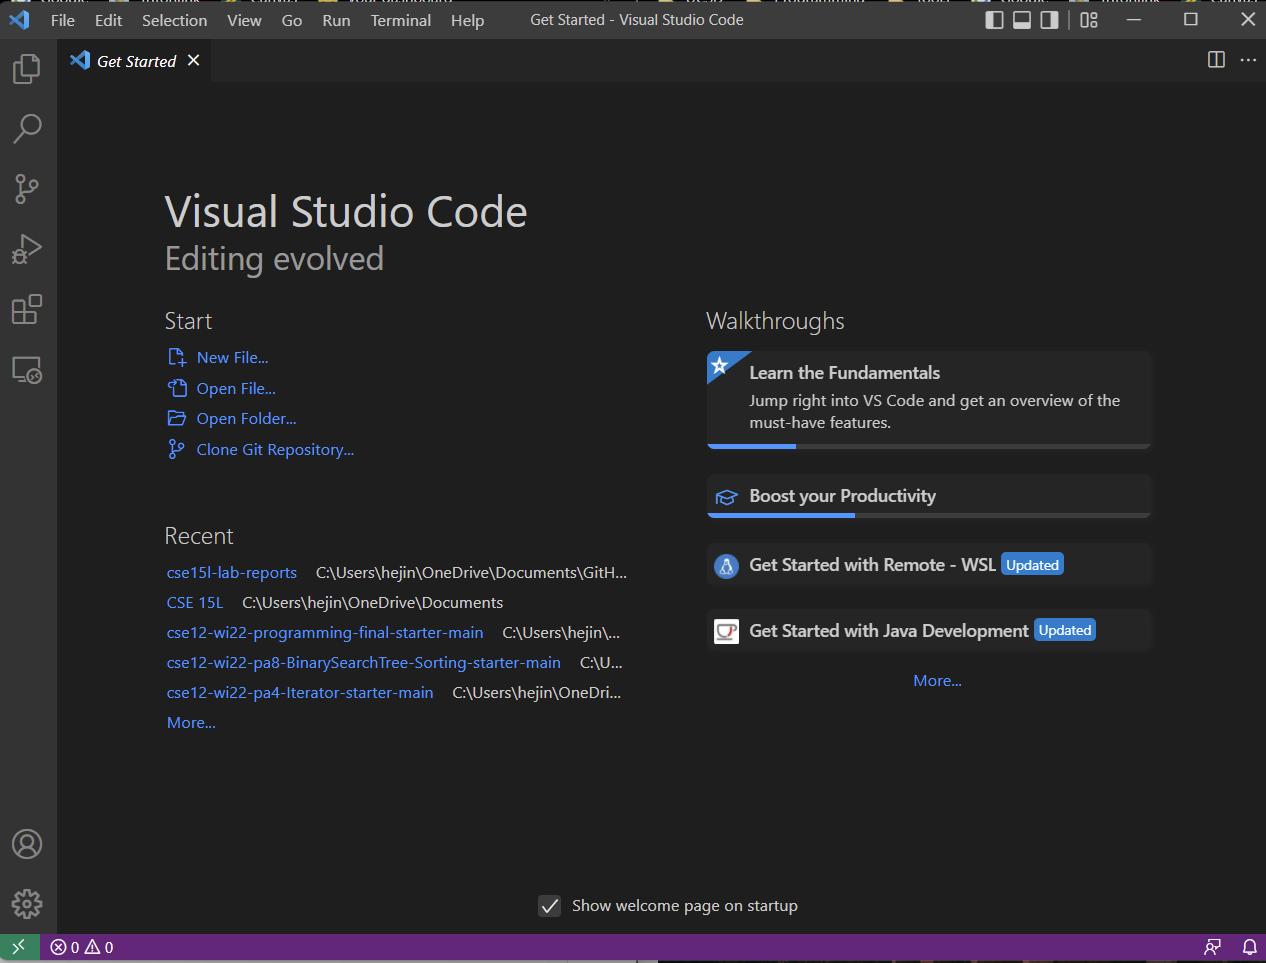 File Edit Selection View Go Run Terminal Help Get Started - Visual Studio Code
Get Started
Visual Studio Code
Editing evolved
Start
New File...
Open File...
Open Folder...
Clone Git Repository...
Recent
cse15l-lab-reports C:\Users\hejin\OneDrive\Documents\GitH...
CSE 15L C:\Users\hejin\OneDrive\Documents
cse12-wi22-programming-final-starter-main C:\Users\hejin\...
cse12-wi22-pa8-BinarySearchTree-Sorting-starter-main C:\U...
cse12-wi22-pa4-Iterator-starter-main C:\Users\hejin\OneDri...
More...
Walkthroughs
Learn the Fundamentals
Jump right into VS Code and get an overview of the
must-have features.
Boost your Productivity
Get Started with Remote - WSL Updated
Get Started with Java Development Updated
More...
Show welcome page on startup
0 0